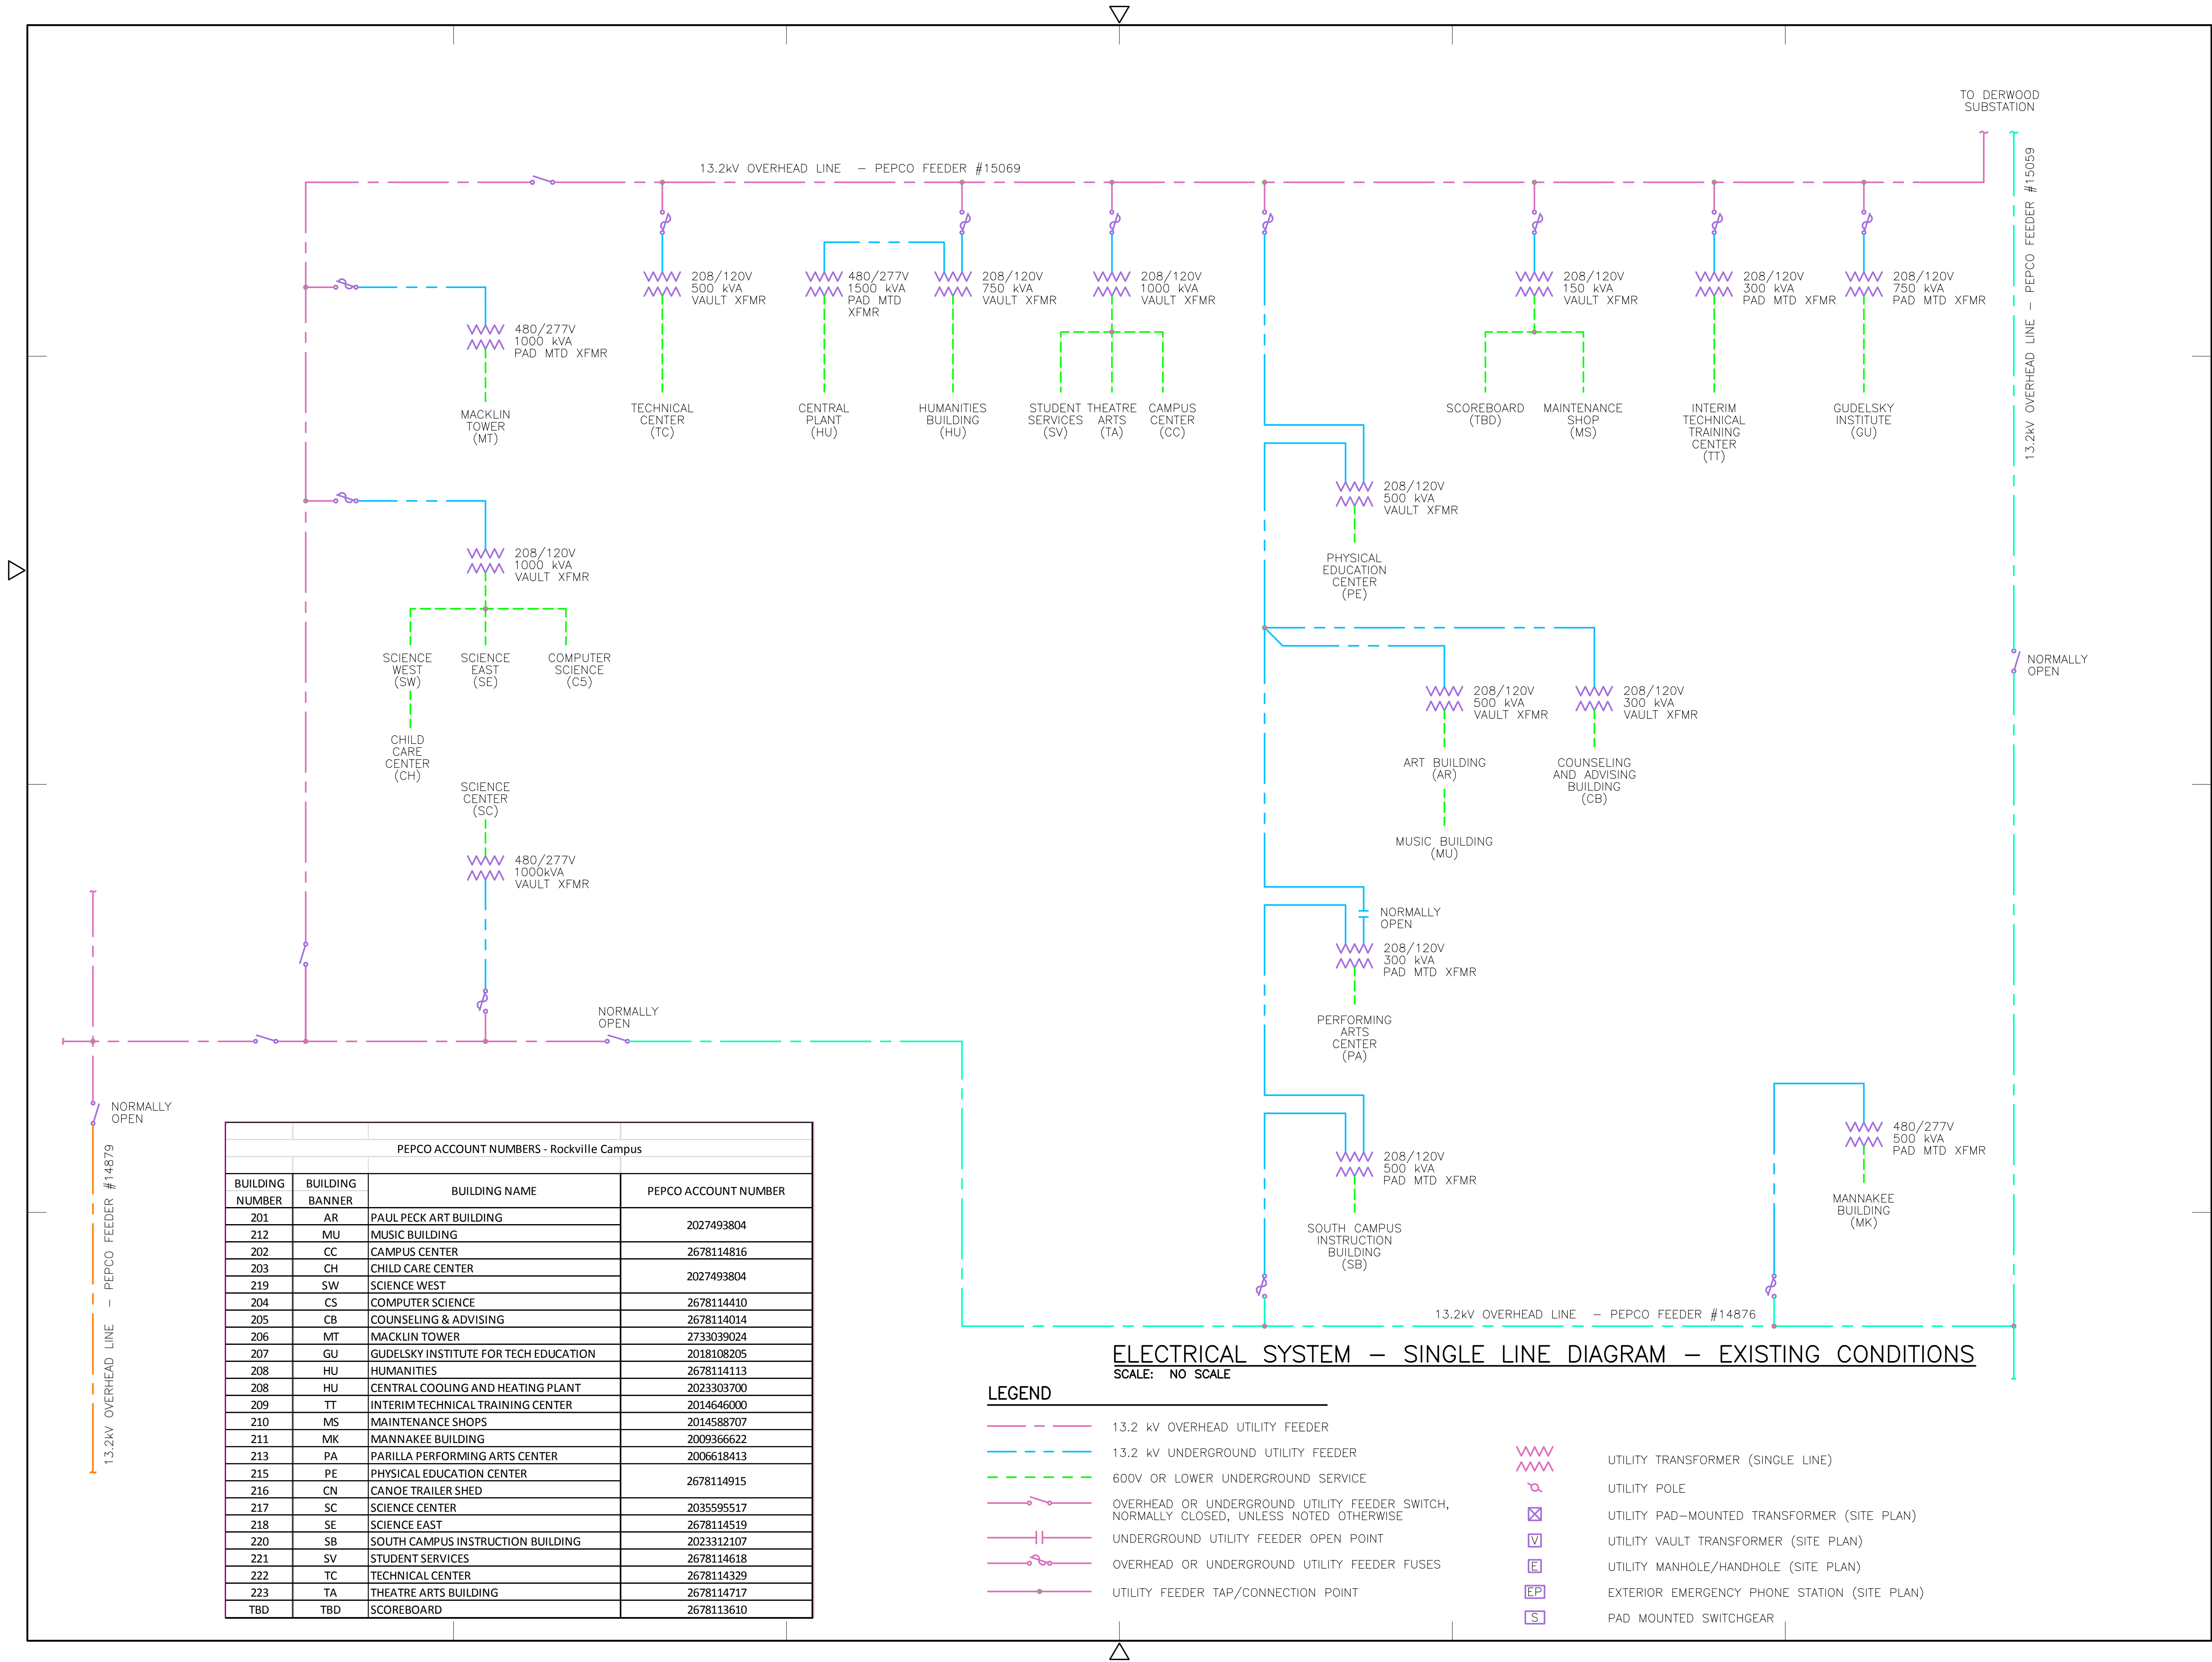 TO DERWOOD
SUBSTATION
13.2kV OVERHEAD LINE – PEPCO FEEDER #15069
13.2kV OVERHEAD LINE – PEPCO FEEDER #15059
208/120V
500 kVA
VAULT XFMR
TECHNICAL
CENTER
(TC)
480/277V
1500 kVA
PAD MTD
XFMR
CENTRAL
PLANT
(HU)
208/120V
750 kVA
VAULT XFMR
HUMANITIES
BUILDING
(HU)
208/120V
1000 kVA
VAULT XFMR
STUDENT
SERVICES
(SV)
THEATRE
ARTS
(TA)
CAMPUS
CENTER
(CC)
208/120V
150 kVA
VAULT XFMR
SCOREBOARD
(TBD)
MAINTENANCE
SHOP
(MS)
208/120V
300 kVA
PAD MTD XFMR
INTERIM
TECHNICAL
TRAINING
CENTER
(TT)
208/120V
750 kVA
PAD MTD XFMR
GUDELSKY
INSTITUTE
(GU)
480/277V
1000 kVA
PAD MTD XFMR
MACKLIN
TOWER
(MT)
208/120V
500 kVA
VAULT XFMR
PHYSICAL
EDUCATION
CENTER
(PE)
208/120V
1000 kVA
VAULT XFMR
SCIENCE
WEST
(SW)
SCIENCE
EAST
(SE)
COMPUTER
SCIENCE
(C5)
CHILD
CARE
CENTER
(CH)
NORMALLY
OPEN
208/120V
500 kVA
VAULT XFMR
ART BUILDING
(AR)
MUSIC BUILDING
(MU)
208/120V
300 kVA
VAULT XFMR
COUNSELING
AND ADVISING
BUILDING
(CB)
SCIENCE
CENTER
(SC)
480/277V
1000kVA
VAULT XFMR
NORMALLY
OPEN
208/120V
300 kVA
PAD MTD XFMR
PERFORMING
ARTS
CENTER
(PA)
NORMALLY
OPEN
NORMALLY
OPEN
13.2kV OVERHEAD LINE – PEPCO FEEDER #14879
208/120V
500 kVA
PAD MTD XFMR
SOUTH CAMPUS
INSTRUCTION
BUILDING
(SB)
480/277V
500 kVA
PAD MTD XFMR
MANNAKEE
BUILDING
(MK)
13.2kV OVERHEAD LINE – PEPCO FEEDER #14876
PEPCO ACCOUNT NUMBERS - Rockville Campus
BUILDING NUMBER BUILDING BANNER BUILDING NAME PEPCO ACCOUNT NUMBER
201 AR PAUL PECK ART BUILDING 2027493804
212 MU MUSIC BUILDING
202 CC CAMPUS CENTER 2678114816
203 CH CHILD CARE CENTER 2027493804
219 SW SCIENCE WEST
204 CS COMPUTER SCIENCE 2678114410
205 CB COUNSELING & ADVISING 2678114014
206 MT MACKLIN TOWER 2733039024
207 GU GUDELSKY INSTITUTE FOR TECH EDUCATION 2018108205
208 HU HUMANITIES 2678114113
208 HU CENTRAL COOLING AND HEATING PLANT 2023303700
209 TT INTERIM TECHNICAL TRAINING CENTER 2014646000
210 MS MAINTENANCE SHOPS 2014588707
211 MK MANNAKEE BUILDING 2009366622
213 PA PARILLA PERFORMING ARTS CENTER 2006618413
215 PE PHYSICAL EDUCATION CENTER 2678114915
216 CN CANOE TRAILER SHED
217 SC SCIENCE CENTER 2035595517
218 SE SCIENCE EAST 2678114519
220 SB SOUTH CAMPUS INSTRUCTION BUILDING 2023312107
221 SV STUDENT SERVICES 2678114618
222 TC TECHNICAL CENTER 2678114329
223 TA THEATRE ARTS BUILDING 2678114717
TBD TBD SCOREBOARD 2678113610
ELECTRICAL SYSTEM – SINGLE LINE DIAGRAM – EXISTING CONDITIONS
SCALE: NO SCALE
LEGEND
13.2 kV OVERHEAD UTILITY FEEDER
13.2 kV UNDERGROUND UTILITY FEEDER
600V OR LOWER UNDERGROUND SERVICE
OVERHEAD OR UNDERGROUND UTILITY FEEDER SWITCH,
NORMALLY CLOSED, UNLESS NOTED OTHERWISE
UNDERGROUND UTILITY FEEDER OPEN POINT
OVERHEAD OR UNDERGROUND UTILITY FEEDER FUSES
UTILITY FEEDER TAP/CONNECTION POINT
UTILITY TRANSFORMER (SINGLE LINE)
UTILITY POLE
UTILITY PAD–MOUNTED TRANSFORMER (SITE PLAN)
V UTILITY VAULT TRANSFORMER (SITE PLAN)
E UTILITY MANHOLE/HANDHOLE (SITE PLAN)
EP EXTERIOR EMERGENCY PHONE STATION (SITE PLAN)
S PAD MOUNTED SWITCHGEAR